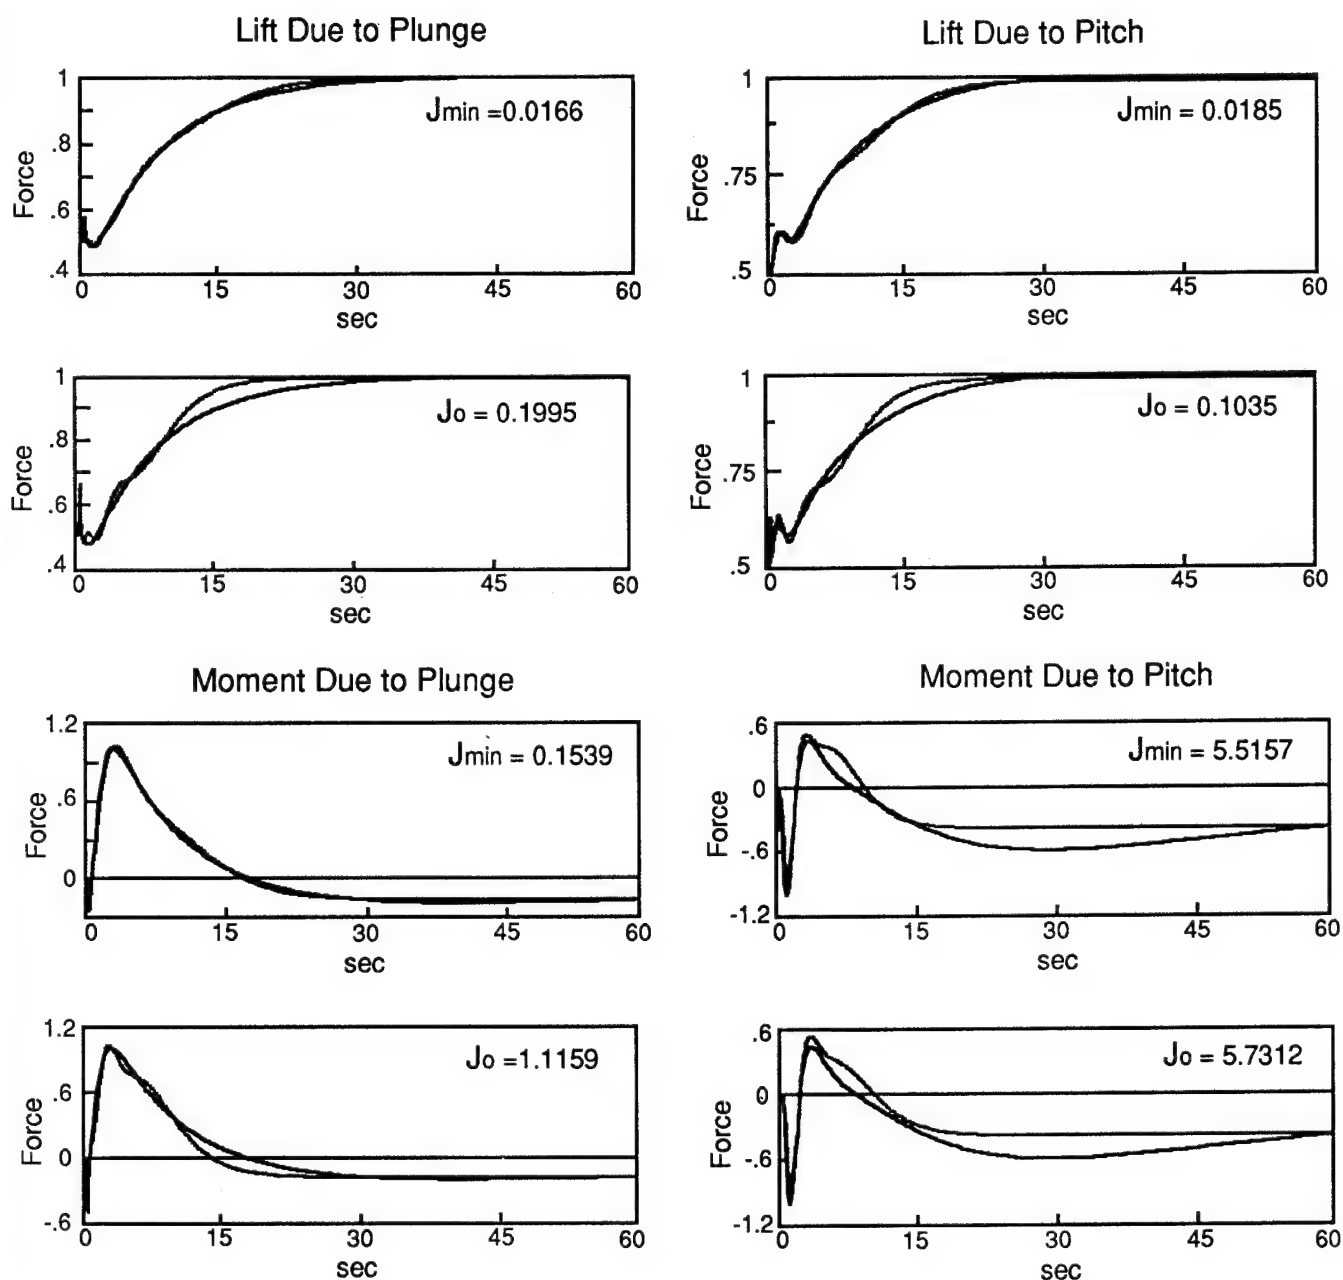 Lift Due to Plunge
Jmin =0.0166
1
.8
.6
.4
Force
0 15 30 45 60
sec
Lift Due to Pitch
Jmin = 0.0185
1
.75
.5
Force
0 15 30 45 60
sec
Jo = 0.1995
1
.8
.6
.4
Force
0 15 30 45 60
sec
Jo = 0.1035
1
.75
.5
Force
0 15 30 45 60
sec
Moment Due to Plunge
Jmin = 0.1539
1.2
.6
0
Force
0 15 30 45 60
sec
Moment Due to Pitch
Jmin = 5.5157
.6
0
-.6
-1.2
Force
0 15 30 45 60
sec
Jo =1.1159
1.2
.6
0
-.6
Force
0 15 30 45 60
sec
Jo = 5.7312
.6
0
-.6
-1.2
Force
0 15 30 45 60
sec